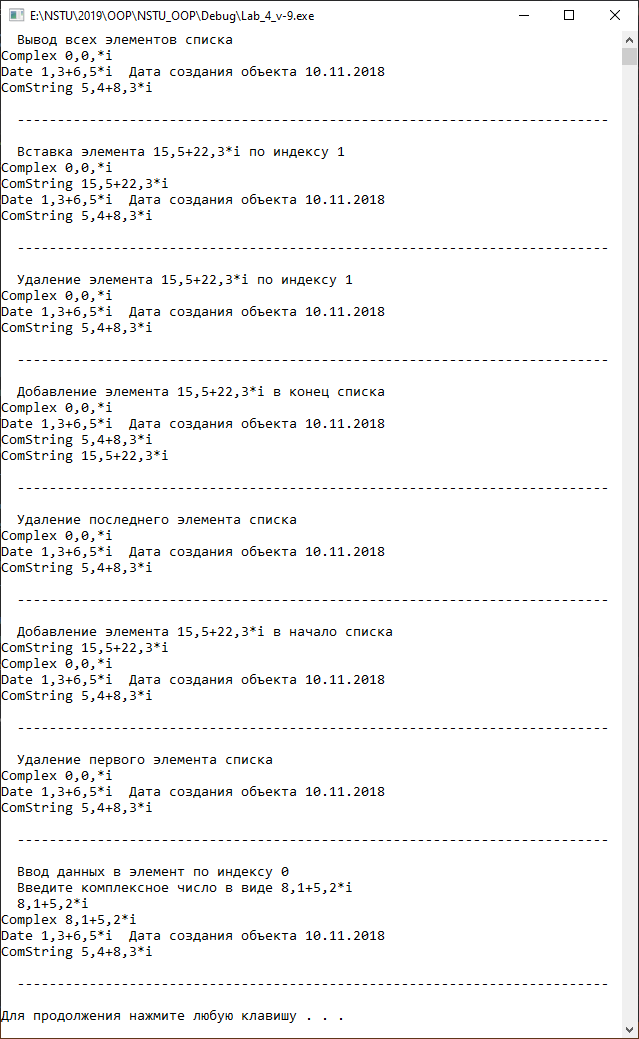 E:\NSTU\2019\OOP\NSTU_OOP\Debug\Lab_4_v-9.exe
Вывод всех элементов списка
Complex 0,0,*i
Date 1,3+6,5*i  Дата создания объекта 10.11.2018
ComString 5,4+8,3*i
--------------------------------------------------------------------------
Вставка элемента 15,5+22,3*i по индексу 1
Complex 0,0,*i
ComString 15,5+22,3*i
Date 1,3+6,5*i  Дата создания объекта 10.11.2018
ComString 5,4+8,3*i
--------------------------------------------------------------------------
Удаление элемента 15,5+22,3*i по индексу 1
Complex 0,0,*i
Date 1,3+6,5*i  Дата создания объекта 10.11.2018
ComString 5,4+8,3*i
--------------------------------------------------------------------------
Добавление элемента 15,5+22,3*i в конец списка
Complex 0,0,*i
Date 1,3+6,5*i  Дата создания объекта 10.11.2018
ComString 5,4+8,3*i
ComString 15,5+22,3*i
--------------------------------------------------------------------------
Удаление последнего элемента списка
Complex 0,0,*i
Date 1,3+6,5*i  Дата создания объекта 10.11.2018
ComString 5,4+8,3*i
--------------------------------------------------------------------------
Добавление элемента 15,5+22,3*i в начало списка
ComString 15,5+22,3*i
Complex 0,0,*i
Date 1,3+6,5*i  Дата создания объекта 10.11.2018
ComString 5,4+8,3*i
--------------------------------------------------------------------------
Удаление первого элемента списка
Complex 0,0,*i
Date 1,3+6,5*i  Дата создания объекта 10.11.2018
ComString 5,4+8,3*i
--------------------------------------------------------------------------
Ввод данных в элемент по индексу 0
Введите комплексное число в виде 8,1+5,2*i
8,1+5,2*i
Complex 8,1+5,2*i
Date 1,3+6,5*i  Дата создания объекта 10.11.2018
ComString 5,4+8,3*i
--------------------------------------------------------------------------
Для продолжения нажмите любую клавишу . . .